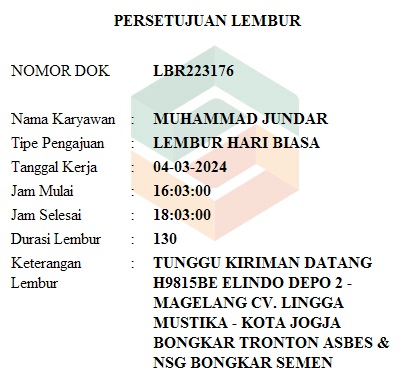 PERSETUJUAN LEMBUR
NOMOR DOK LBR223176
Nama Karyawan : MUHAMMAD JUNDAR
Tipe Pengajuan : LEMBUR HARI BIASA
Tanggal Kerja : 04-03-2024
Jam Mulai : 16:03:00
Jam Selesai : 18:03:00
Durasi Lembur : 130
Keterangan : TUNGGU KIRIMAN DATANG
Lembur H9815BE ELINDO DEPO 2 -
MAGELANG CV. LINGGA
MUSTIKA - KOTA JOGJA
BONGKAR TRONTON ASBES &
NSG BONGKAR SEMEN